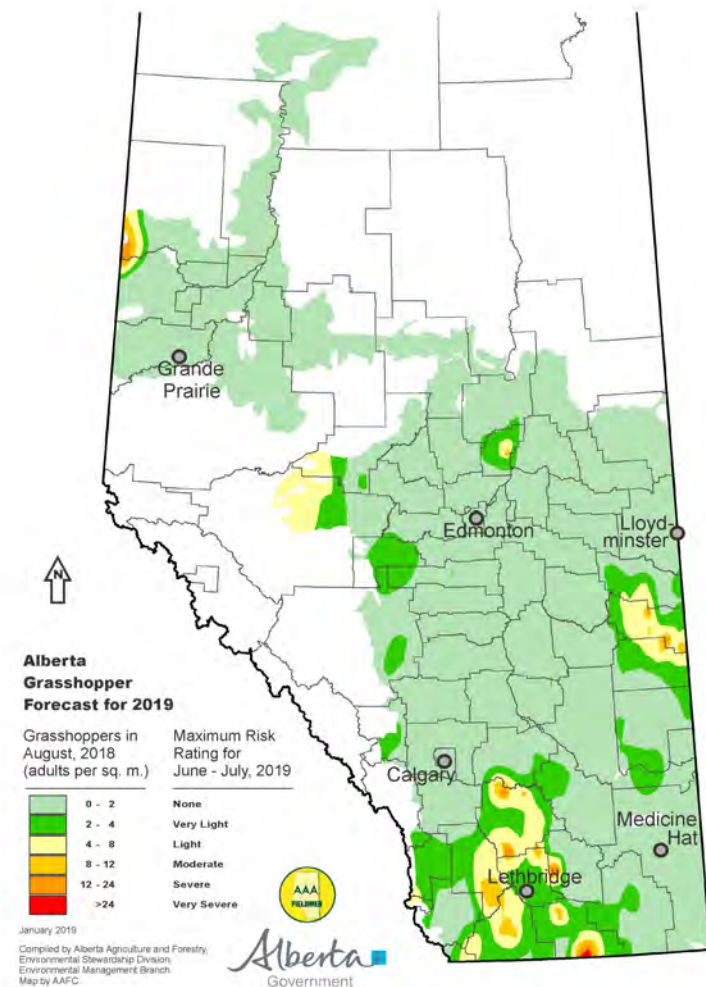 Grande
Prairie
Edmonton
Lloyd-
minster
N
Alberta
Grasshopper
Forecast for 2019
Grasshoppers in
August, 2018
(adults per sq. m.)
Maximum Risk
Rating for
June - July, 2019
0 - 2 None
2 - 4 Very Light
4 - 8 Light
8 - 12 Moderate
12 - 24 Severe
>24 Very Severe
Calgary
Medicine
Hat
Lethbridge
AAA
FIELDMEN
January 2019
Compiled by Alberta Agriculture and Forestry,
Environmental Stewardship Division,
Environmental Management Branch
Map by AAFC
Alberta
Government